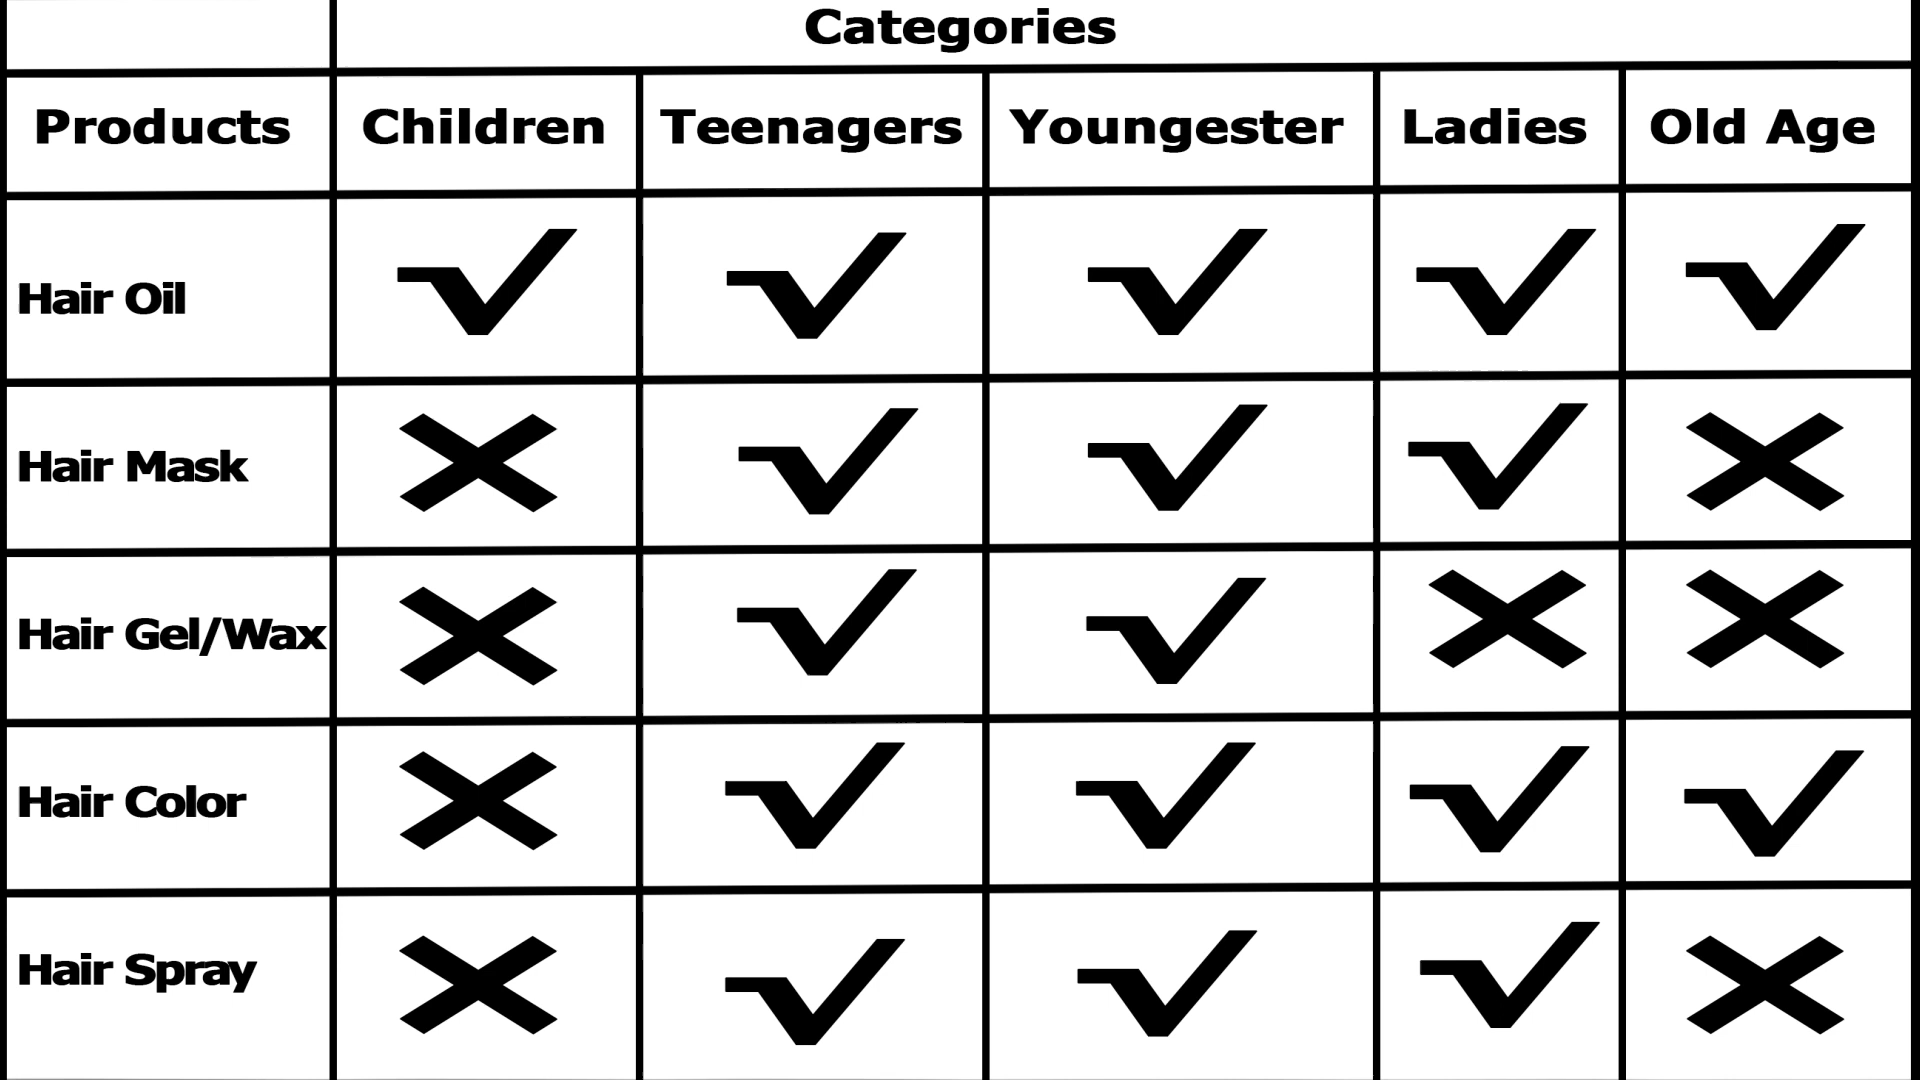 Categories
Products Children Teenagers Youngester Ladies Old Age
Hair Oil
Hair Mask
Hair Gel/Wax
Hair Color
Hair Spray